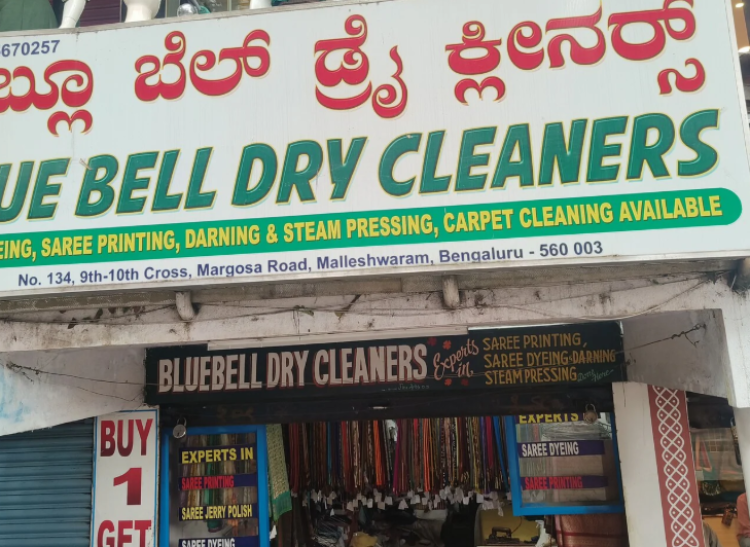 670257
ಬ್ಲೂ ಬೆಲ್ ಡ್ರೈ ಕ್ಲೀನರ್ಸ್
UE BELL DRY CLEANERS
EING, SAREE PRINTING, DARNING & STEAM PRESSING, CARPET CLEANING AVAILABLE
No. 134, 9th-10th Cross, Margosa Road, Malleshwaram, Bengaluru - 560 003
BLUEBELL DRY CLEANERS
Experts in.
SAREE PRINTING,
SAREE DYEING DARNING
STEAM PRESSING
BUY
1
GET
EXPERTS IN
SAREE PRINTING
SAREE JERRY POLISH
SAREE DYEING
EXPERTS
SAREE DYEING
SAREE PRINTING